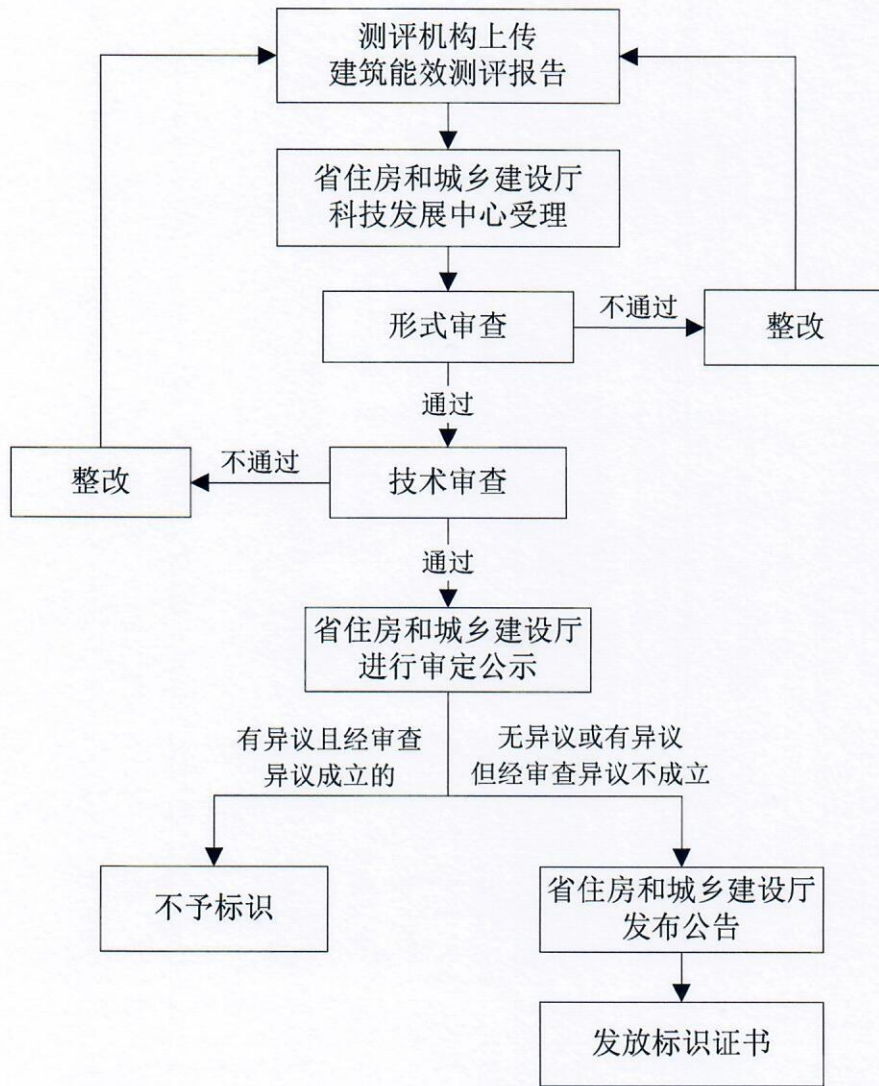 测评机构上传
建筑能效测评报告
省住房和城乡建设厅
科技发展中心受理
形式审查
不通过
整改
通过
整改
不通过
技术审查
通过
省住房和城乡建设厅
进行审定公示
有异议且经审查
异议成立的
无异议或有异议
但经审查异议不成立
不予标识
省住房和城乡建设厅
发布公告
发放标识证书